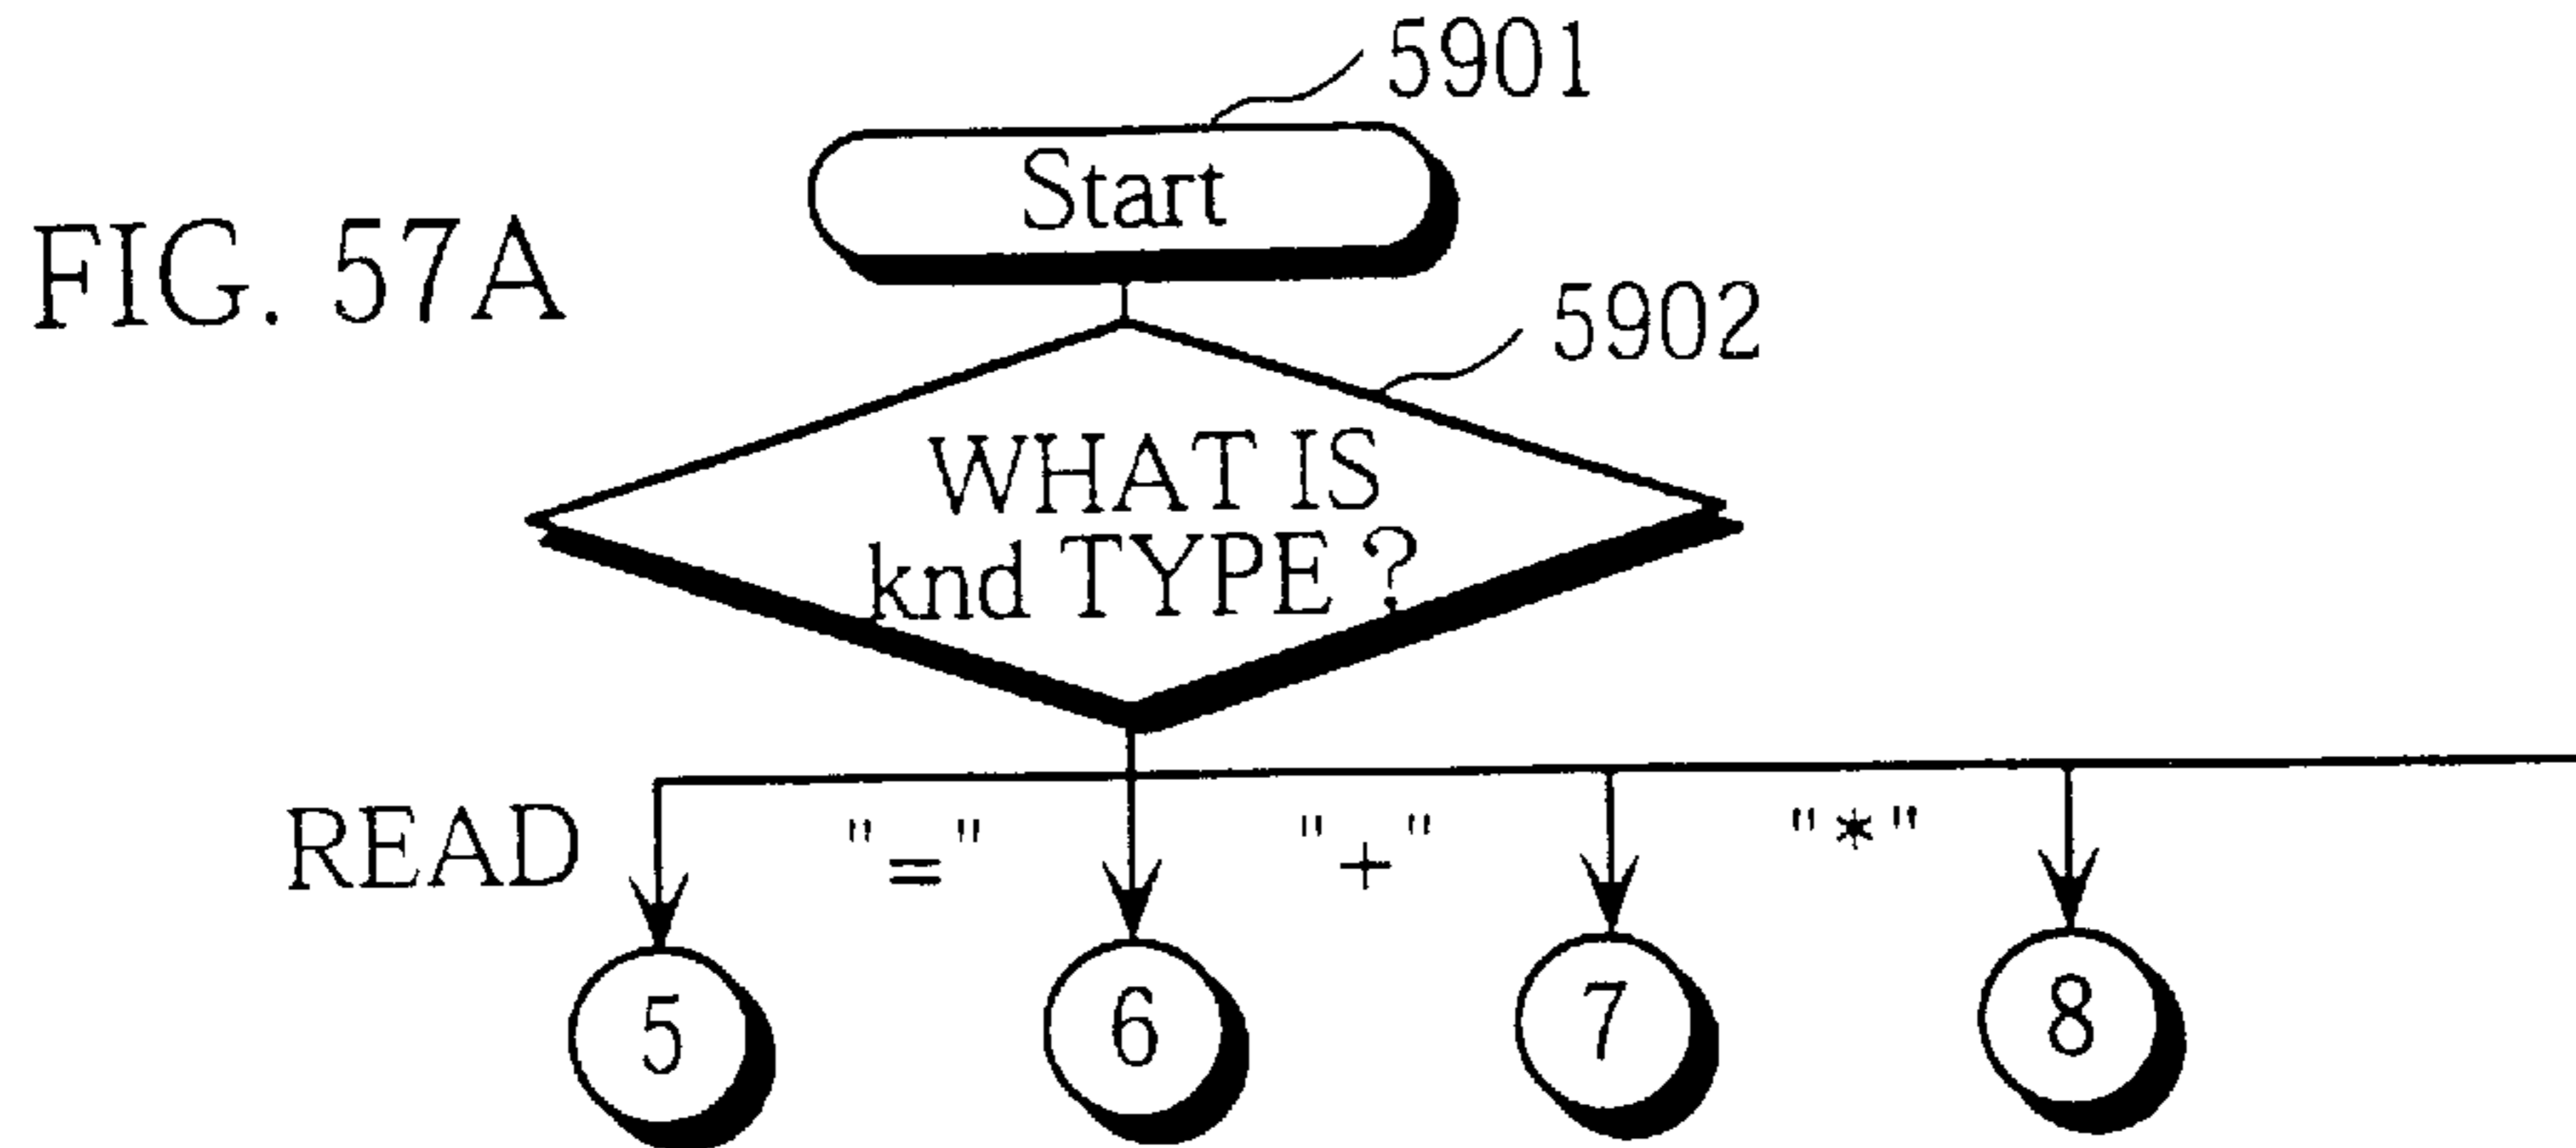 5901
Start
FIG. 57A
5902
WHAT IS
knd TYPE ?
READ "=" "+" "*"
5 6 7 8